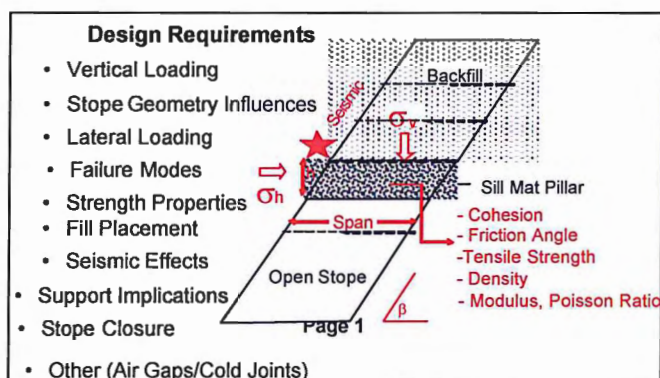 Design Requirements
• Vertical Loading
• Stope Geometry Influences
• Lateral Loading
• Failure Modes
• Strength Properties
• Fill Placement
• Seismic Effects
• Support Implications
• Stope Closure
• Other (Air Gaps/Cold Joints)
Backfill
Seismic
σv
σh
Sill Mat Pillar
Span
- Cohesion
- Friction Angle
-Tensile Strength
- Density
- Modulus, Poisson Ratio
Open Stope
β
Page 1